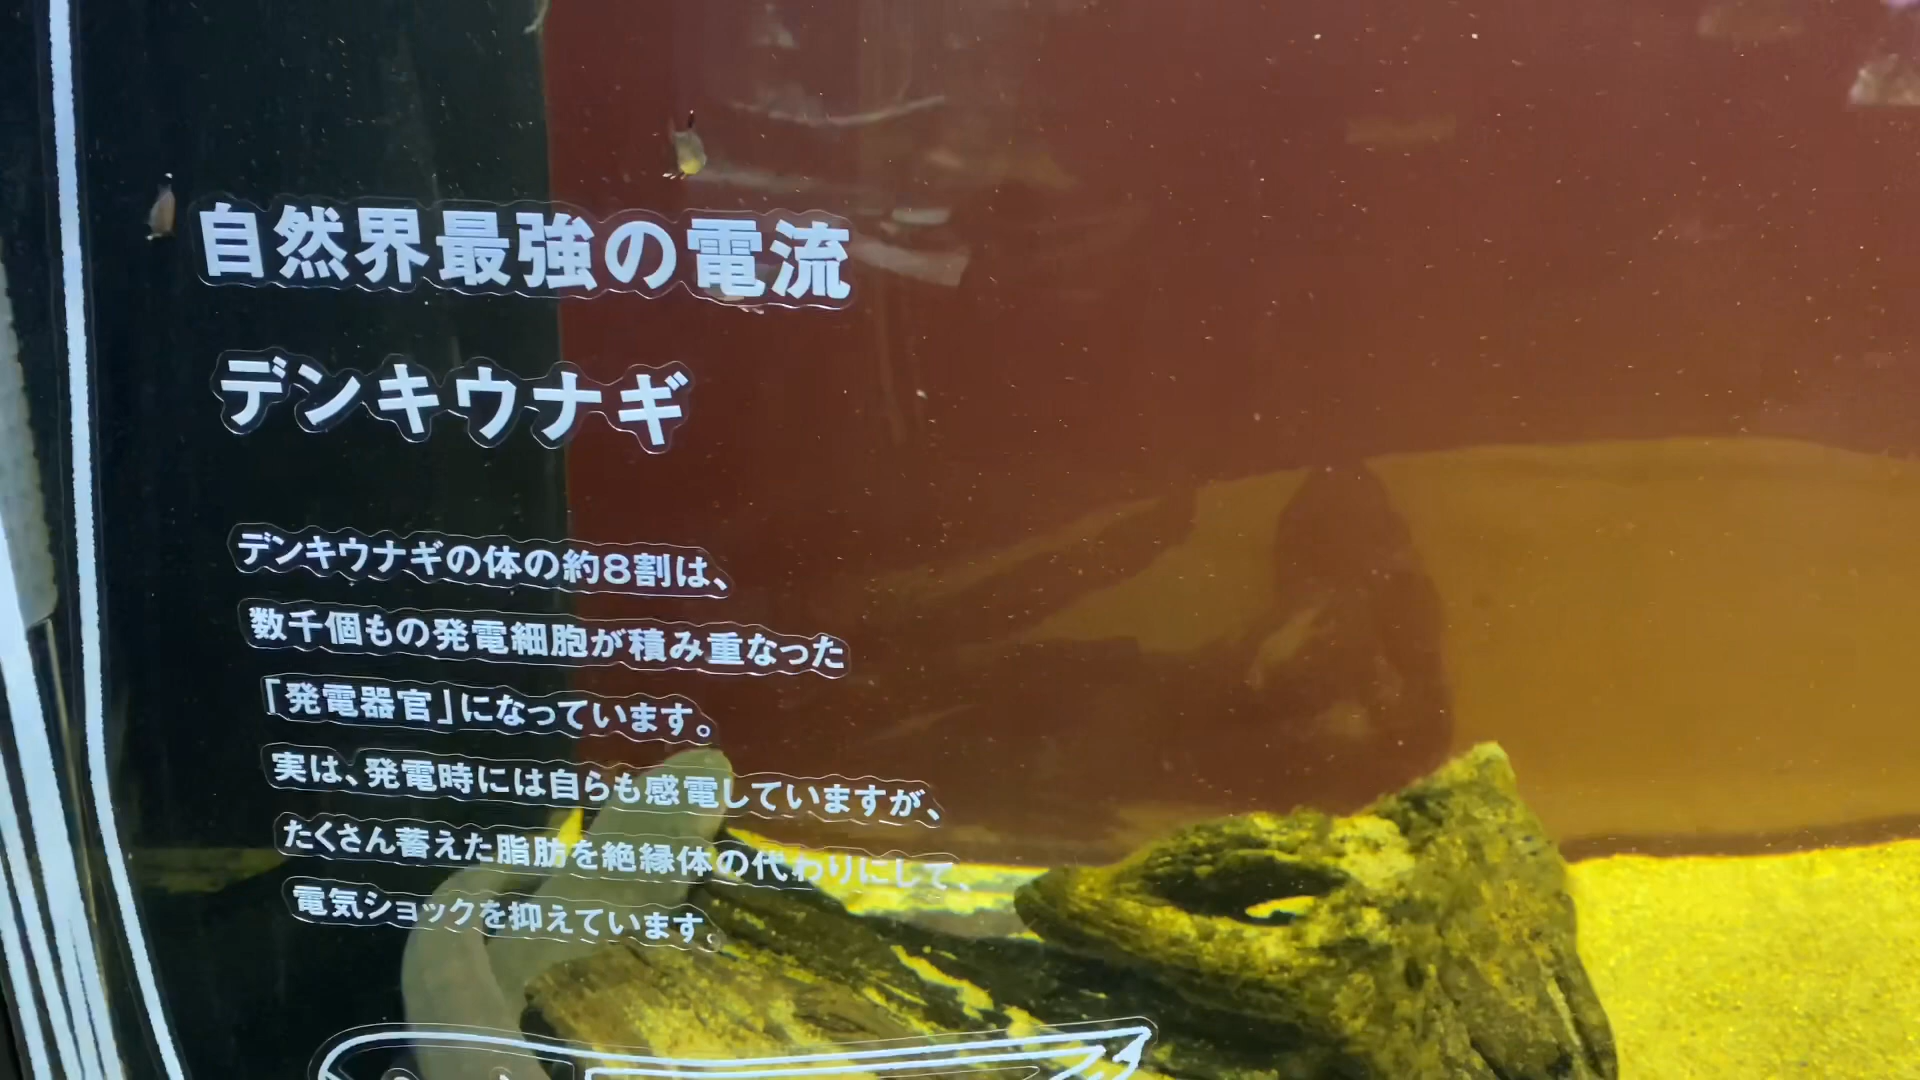 自然界最強の電流
デンキウナギ
デンキウナギの体の約8割は、
数千個もの発電細胞が積み重なった
「発電器官」になっています。
実は、発電時には自らも感電していますが、
たくさん蓄えた脂肪を絶縁体の代わりにして、
電気ショックを抑えています。